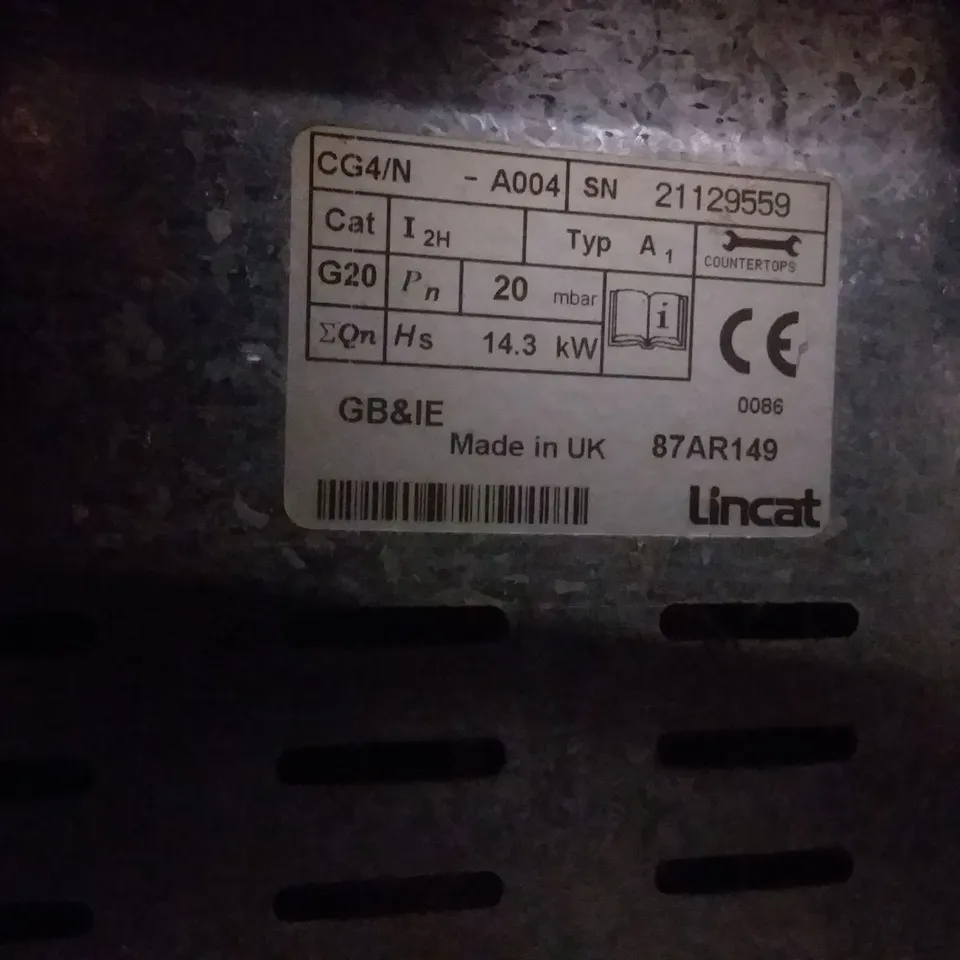 CG4/N - A004 SN 21129559
Cat I 2H Typ A 1
COUNTERTOPS
G20 Pn 20 mbar i
ΣQn Hs 14.3 kW
CE
0086
GB&IE
Made in UK 87AR149
Lincat